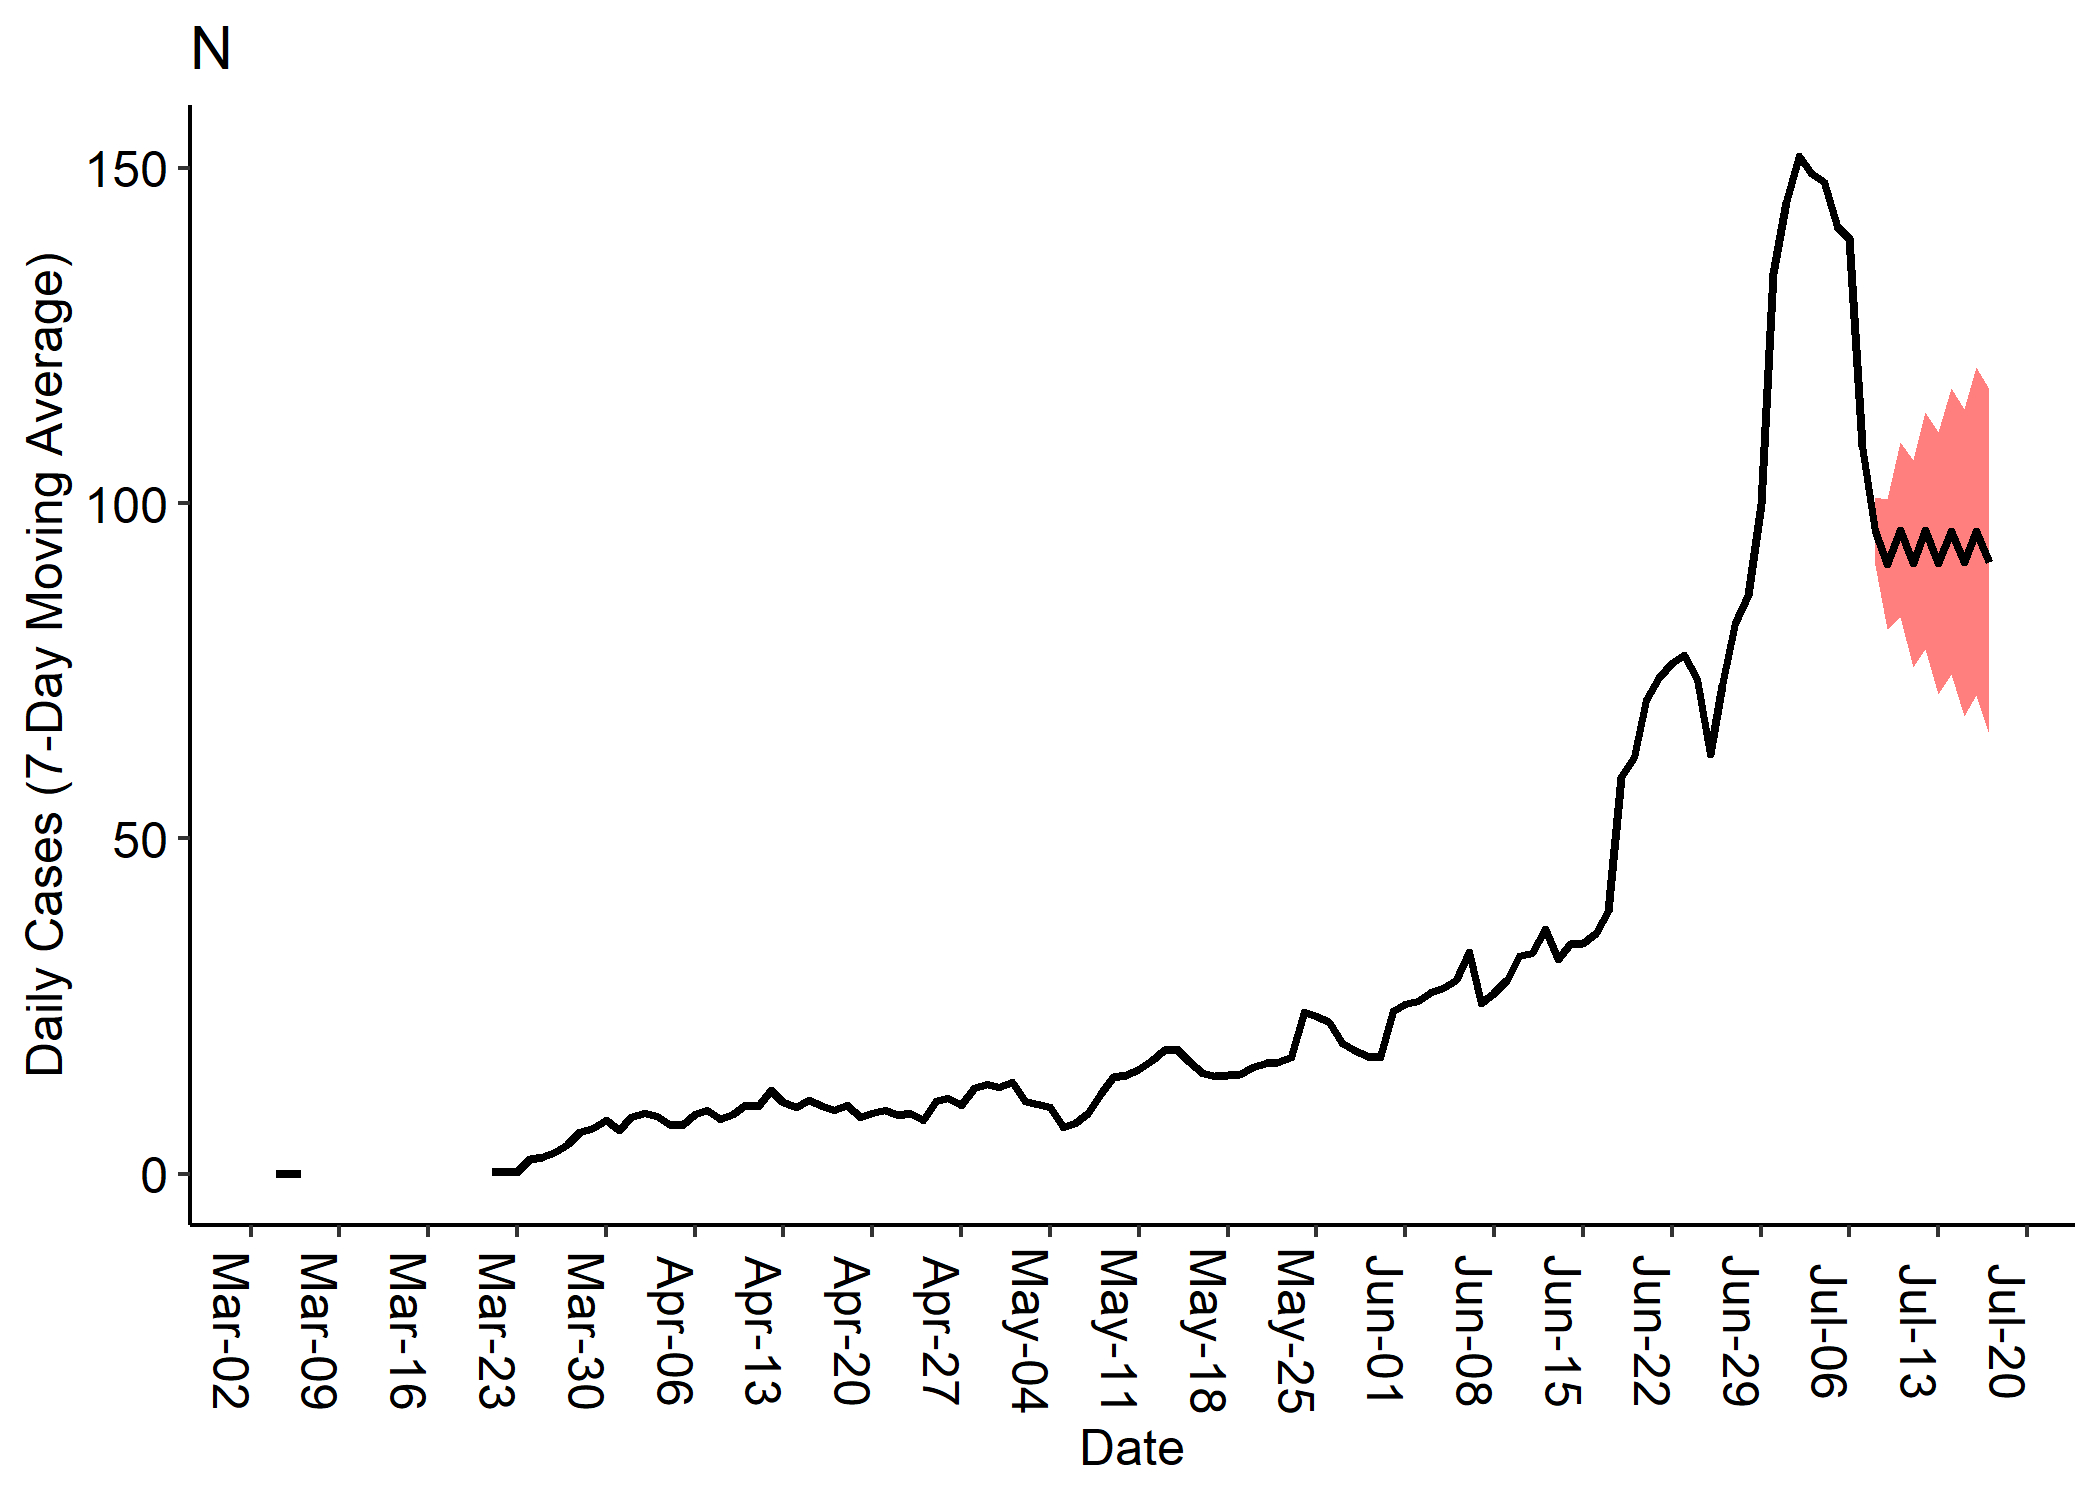 N
Daily Cases (7-Day Moving Average)
150
100
50
0
Mar-02
Mar-09
Mar-16
Mar-23
Mar-30
Apr-06
Apr-13
Apr-20
Apr-27
May-04
May-11
May-18
May-25
Jun-01
Jun-08
Jun-15
Jun-22
Jun-29
Jul-06
Jul-13
Jul-20
Date